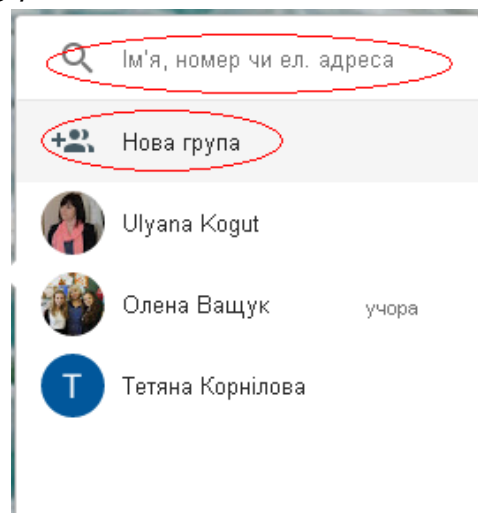 Ім'я, номер чи ел. адреса
Нова група
Ulyana Kogut
Олена Ващук учора
Т
Тетяна Корнілова